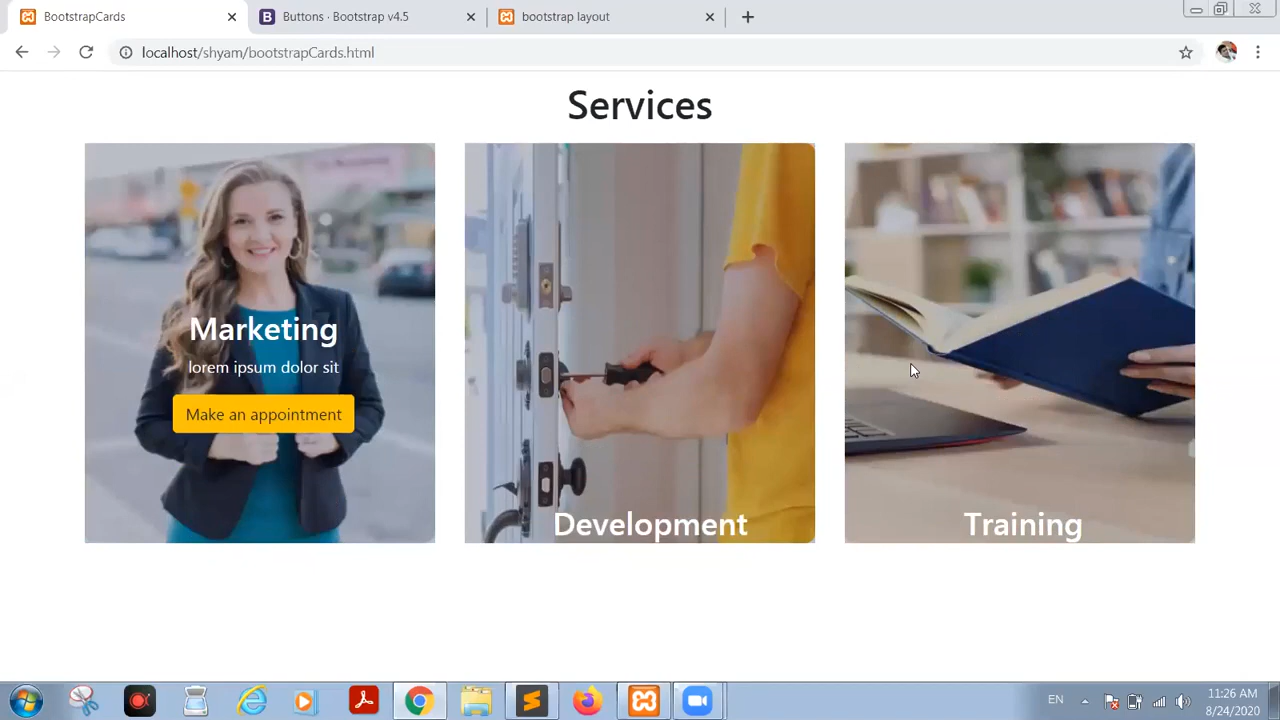 BootstrapCards
Buttons · Bootstrap v4.5
bootstrap layout
localhost/shyam/bootstrapCards.html
Services
Marketing
lorem ipsum dolor sit
Make an appointment
Development
Training
EN
11:26 AM
8/24/2020